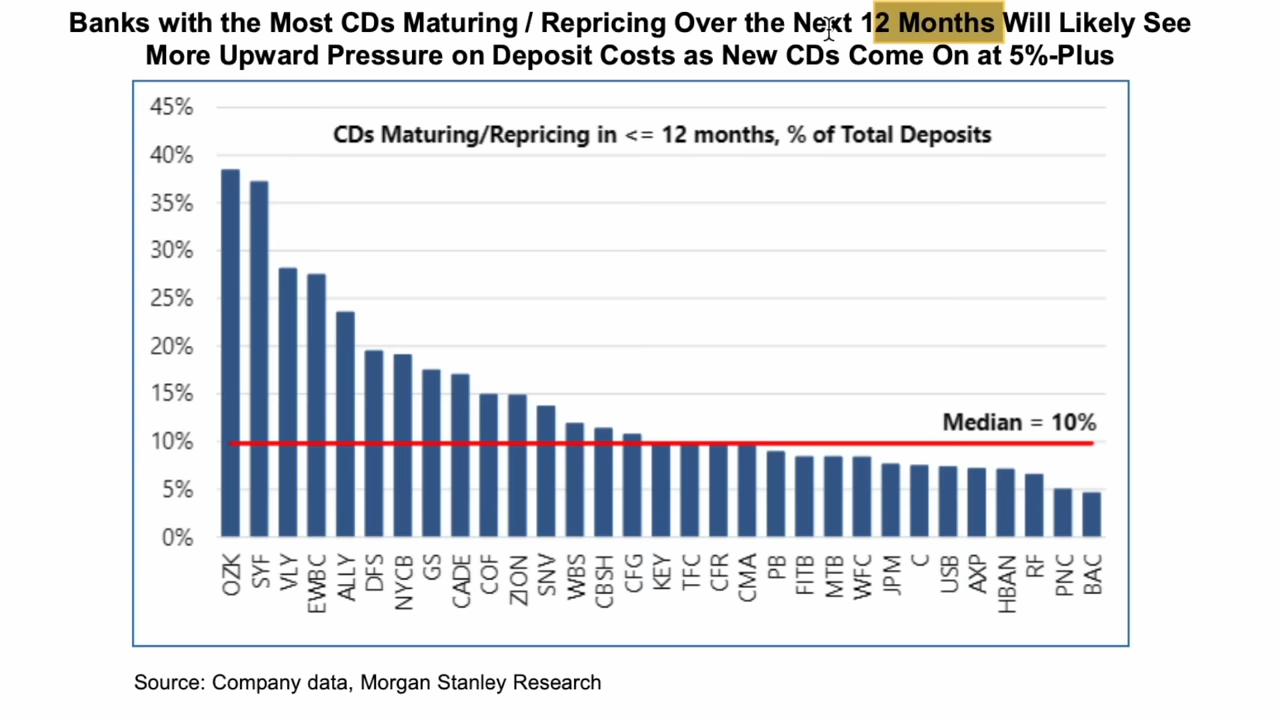 Banks with the Most CDs Maturing / Repricing Over the Next 12 Months Will Likely See
More Upward Pressure on Deposit Costs as New CDs Come On at 5%-Plus
CDs Maturing/Repricing in <= 12 months, % of Total Deposits
45%
40%
35%
30%
25%
20%
15%
10%
5%
0%
Median = 10%
OZK
SYF
VLY
EWBC
ALLY
DFS
NYCB
GS
CADE
COF
ZION
SNV
WBS
CBSH
CFG
KEY
TFC
CFR
CMA
PB
FITB
MTB
WFC
JPM
C
USB
AXP
HBAN
RF
PNC
BAC
Source: Company data, Morgan Stanley Research